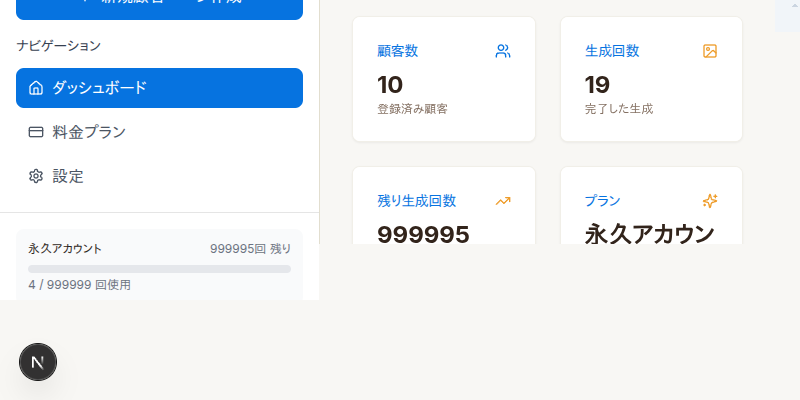 ナビゲーション
ダッシュボード
料金プラン
設定
永久アカウント
999995回 残り
4 / 999999 回使用
顧客数
10
登録済み顧客
生成回数
19
完了した生成
残り生成回数
999995
プラン
永久アカウン
N